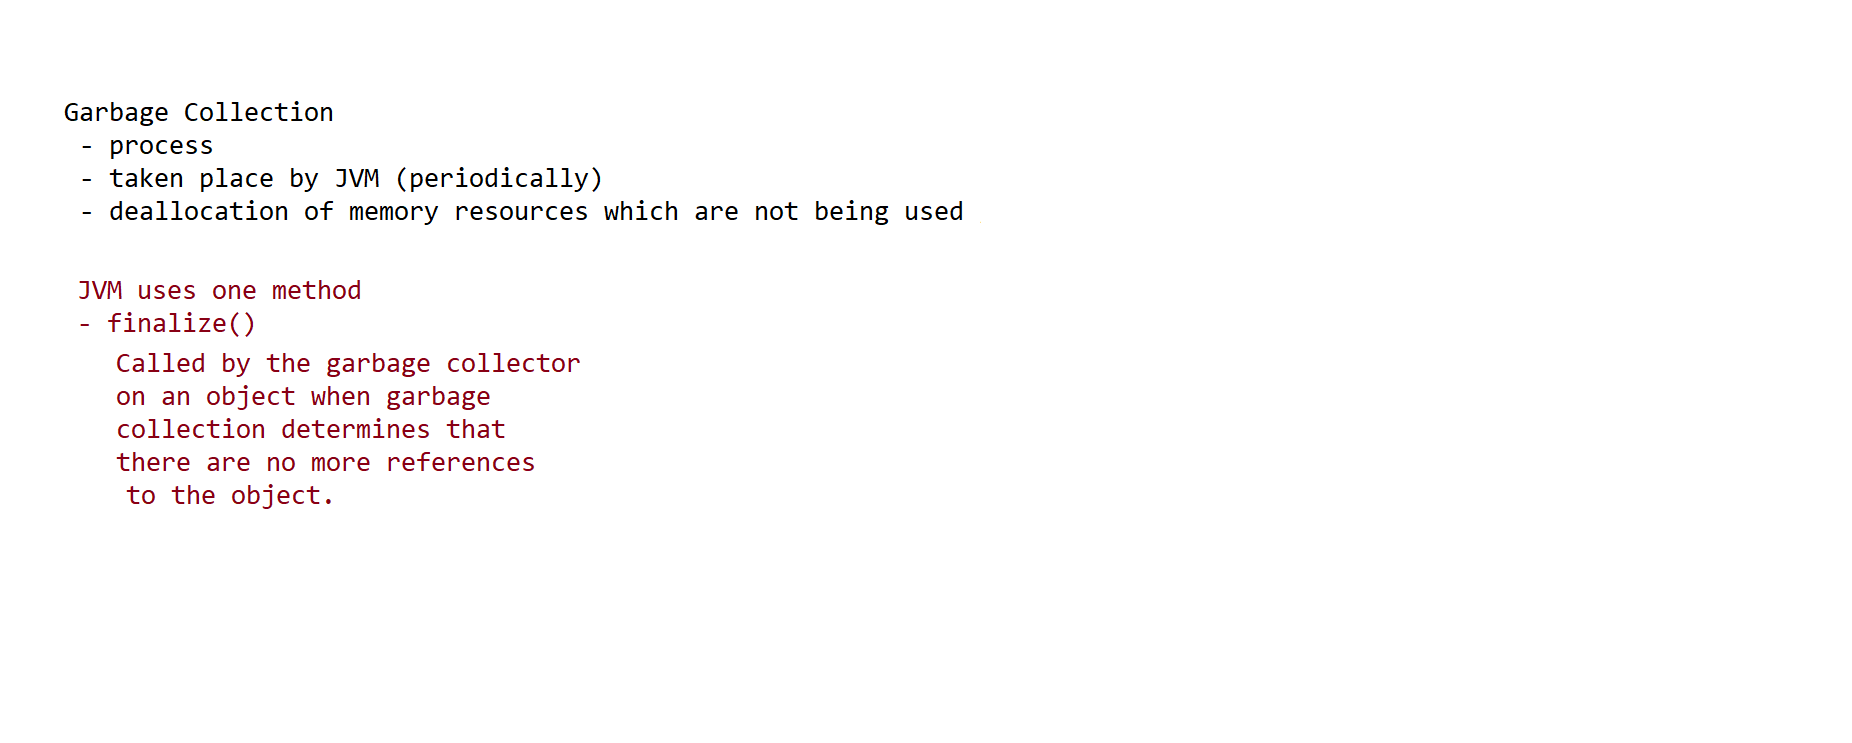 Garbage Collection
- process
- taken place by JVM (periodically)
- deallocation of memory resources which are not being used
JVM uses one method
- finalize()
Called by the garbage collector
on an object when garbage
collection determines that
there are no more references
to the object.